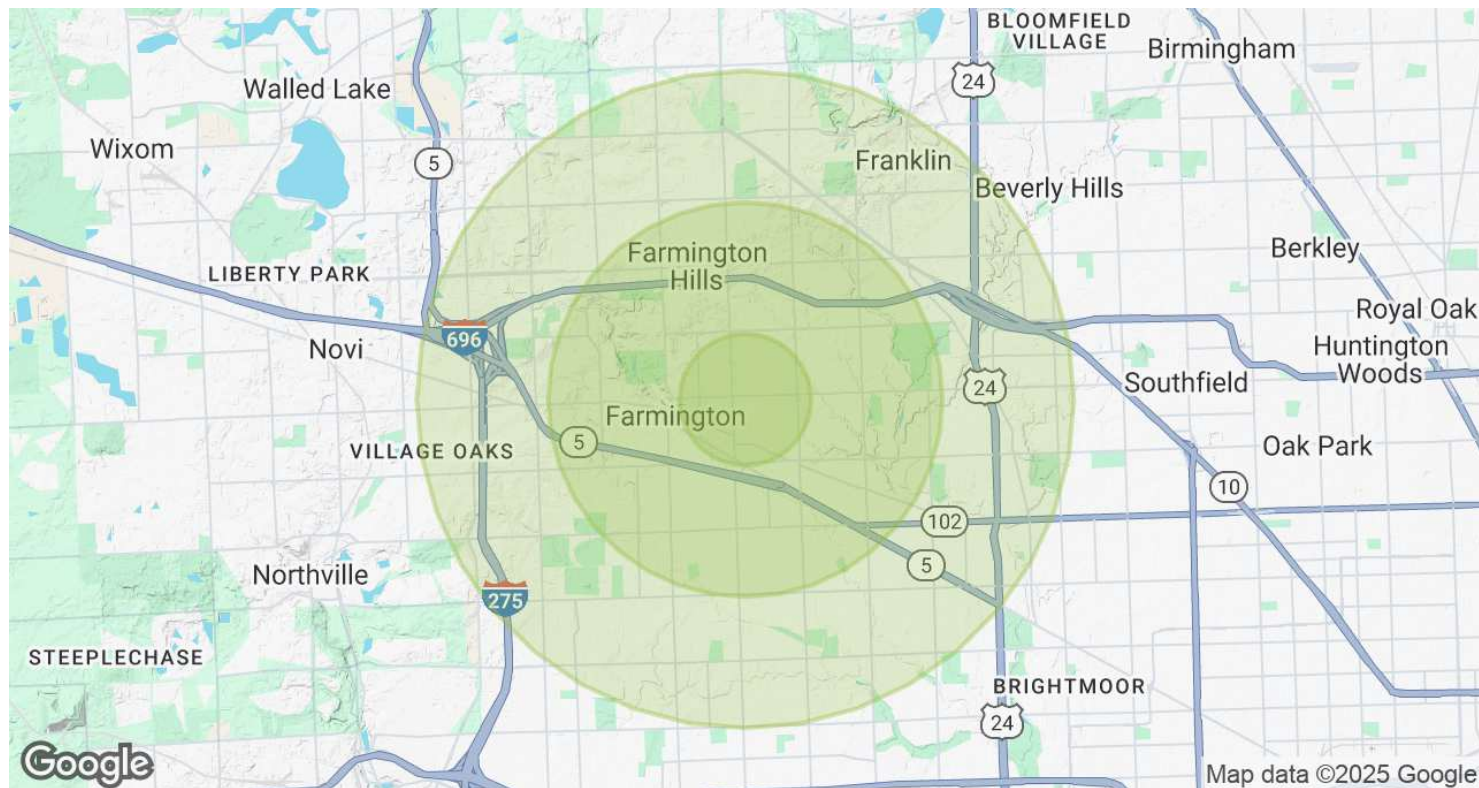 BLOOMFIELD
VILLAGE
Birmingham
24
Walled Lake
Wixom
5
Franklin
Beverly Hills
Farmington
Hills
Berkley
LIBERTY PARK
Royal Oak
696
Novi
Huntington
Woods
24
Southfield
Farmington
5
VILLAGE OAKS
Oak Park
10
102
Northville
5
275
STEEPLECHASE
BRIGHTMOOR
24
Google
Map data ©2025 Google